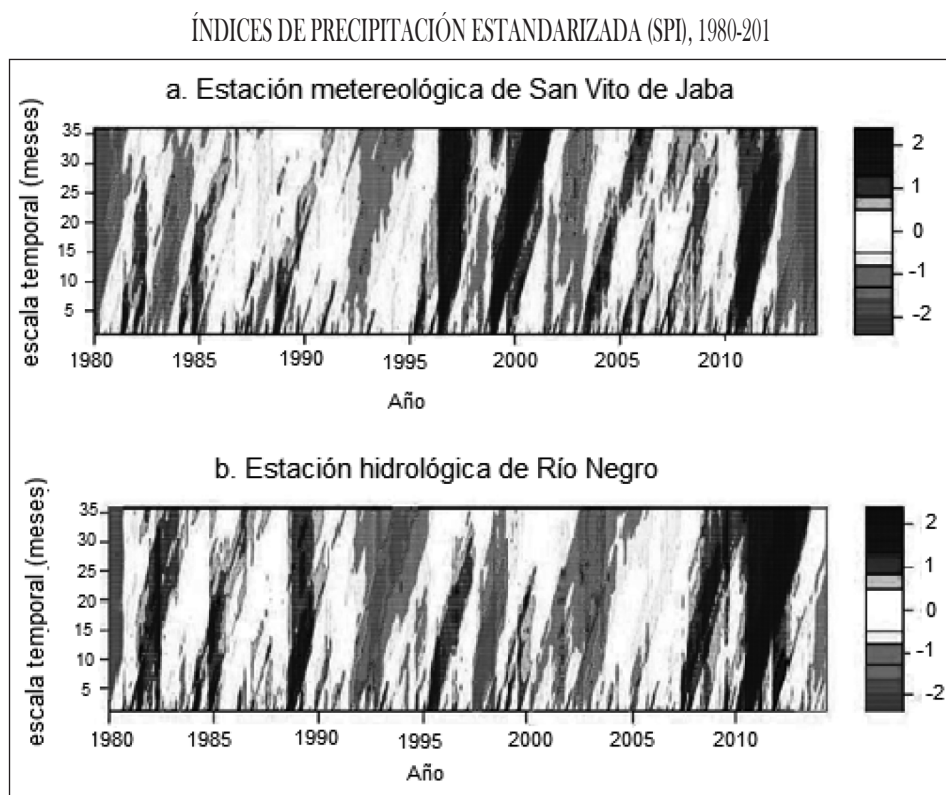 ÍNDICES DE PRECIPITACIÓN ESTANDARIZADA (SPI), 1980-201
a. Estación metereológica de San Vito de Jaba
escala temporal (meses)
35
30
25
20
15
10
5
1980 1985 1990 1995 2000 2005 2010
Año
2
1
0
-1
-2
b. Estación hidrológica de Río Negro
escala temporal (meses)
35
30
25
20
15
10
5
1980 1985 1990 1995 2000 2005 2010
Año
2
1
0
-1
-2